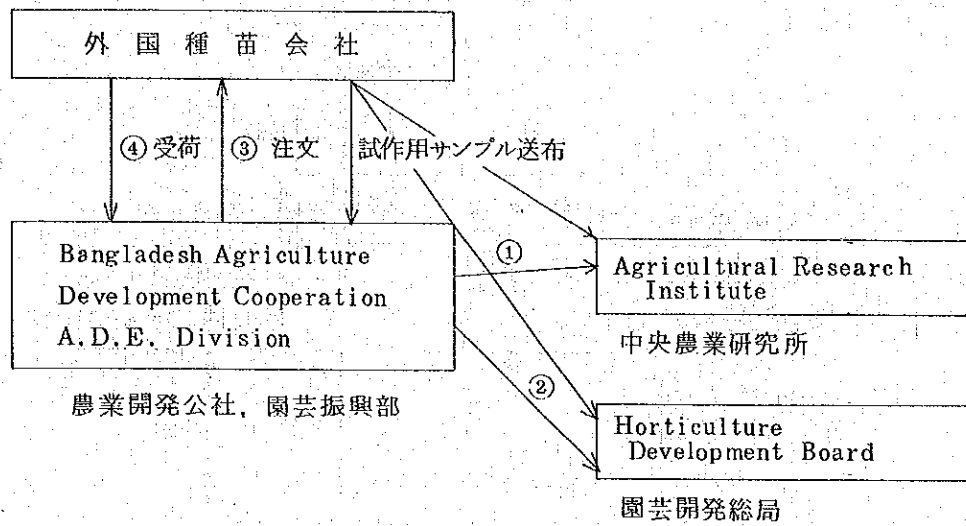 外国種苗会社
④受荷 ③注文 試作用サンプル送布
Bangladesh Agriculture
Development Cooperation
A.D.E. Division
農業開発公社，園芸振興部
①
②
Agricultural Research
Institute
中央農業研究所
Horticulture
Development Board
園芸開発総局